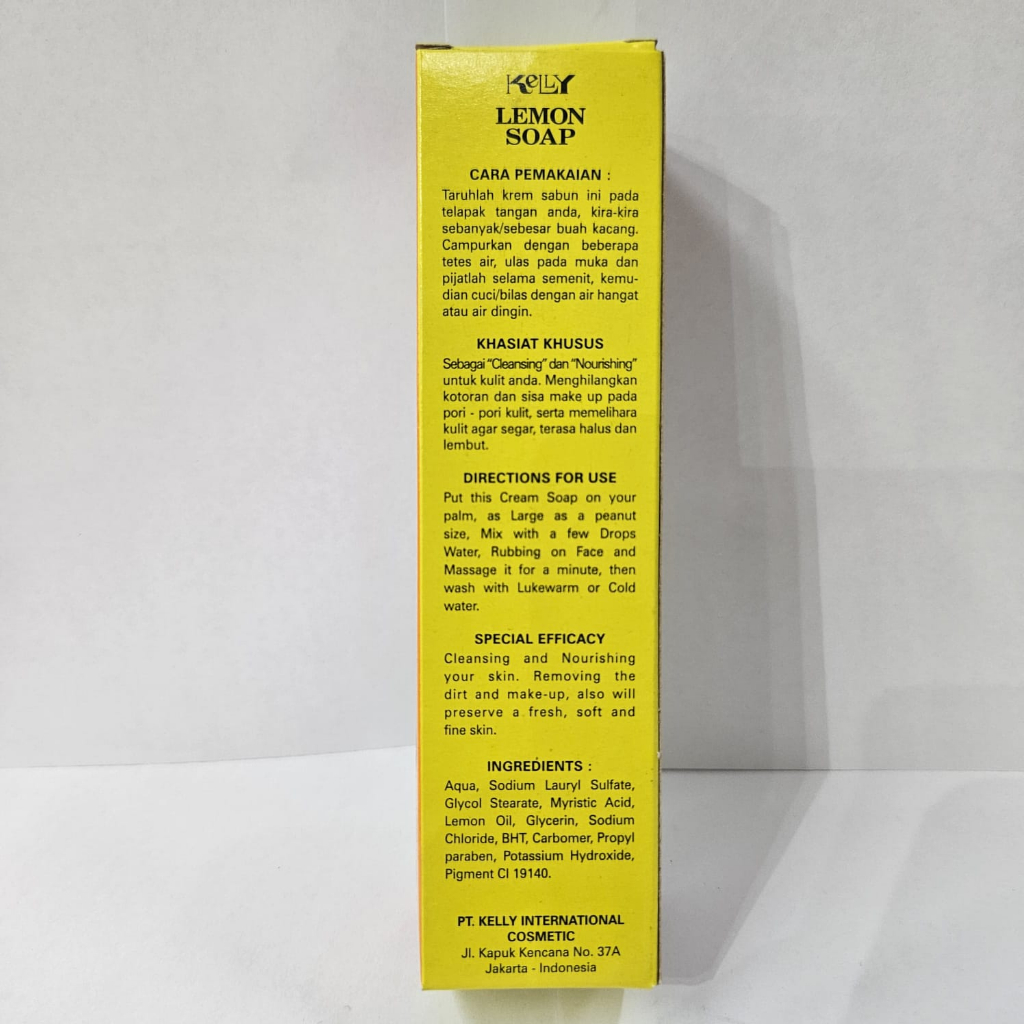 KELLY
LEMON
SOAP
CARA PEMAKAIAN :
Taruhlah krem sabun ini pada
telapak tangan anda, kira-kira
sebanyak/sebesar buah kacang.
Campurkan dengan beberapa
tetes air, ulas pada muka dan
pijatlah selama semenit, kemu-
dian cuci/bilas dengan air hangat
atau air dingin.
KHASIAT KHUSUS
Sebagai "Cleansing" dan "Nourishing"
untuk kulit anda. Menghilangkan
kotoran dan sisa make up pada
pori - pori kulit, serta memelihara
kulit agar segar, terasa halus dan
lembut.
DIRECTIONS FOR USE
Put this Cream Soap on your
palm, as Large as a peanut
size, Mix with a few Drops
Water, Rubbing on Face and
Massage it for a minute, then
wash with Lukewarm or Cold
water.
SPECIAL EFFICACY
Cleansing and Nourishing
your skin. Removing the
dirt and make-up, also will
preserve a fresh, soft and
fine skin.
INGREDIENTS :
Aqua, Sodium Lauryl Sulfate,
Glycol Stearate, Myristic Acid,
Lemon Oil, Glycerin, Sodium
Chloride, BHT, Carbomer, Propyl
paraben, Potassium Hydroxide,
Pigment CI 19140.
PT. KELLY INTERNATIONAL
COSMETIC
Jl. Kapuk Kencana No. 37A
Jakarta - Indonesia